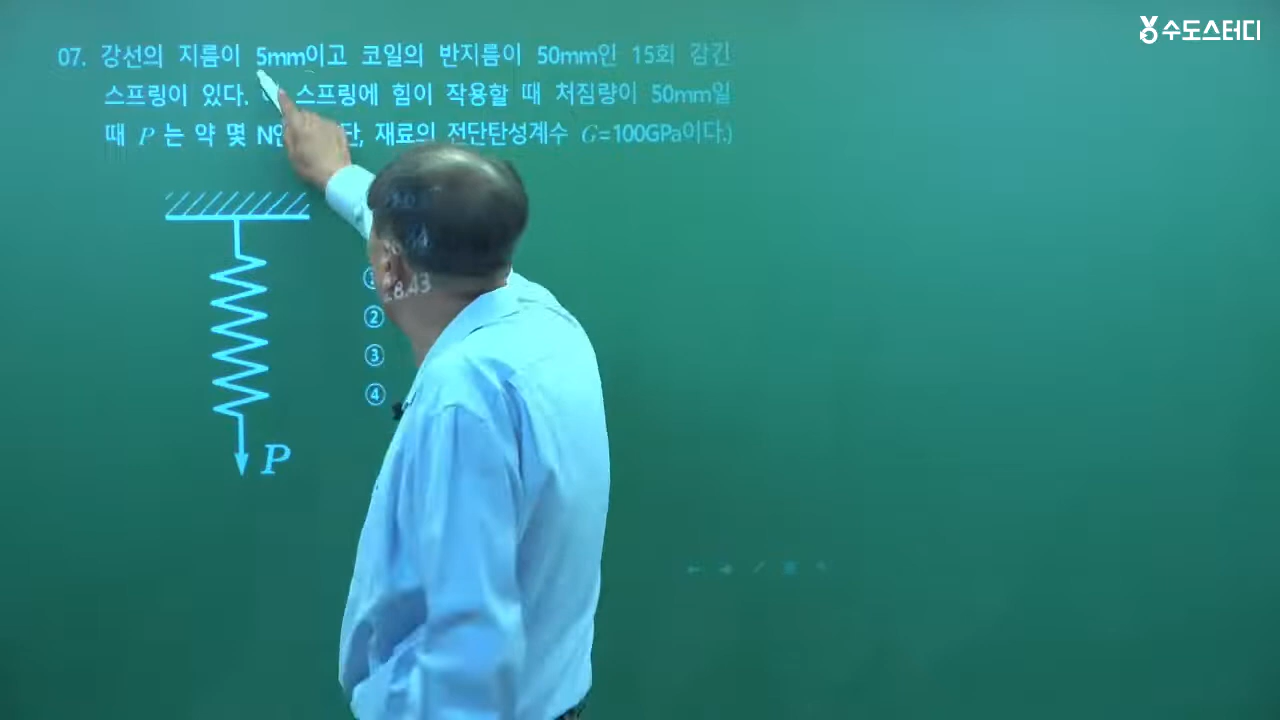 수도스터디
07. 강선의 지름이 5mm이고 코일의 반지름이 50mm인 15회 감긴
스프링이 있다. 스프링에 힘이 작용할 때 처짐량이 50mm일
때 P 는 약 몇 재료의 전단탄성계수 G=100GPa이다.)
①
②
③
④
8.43
P